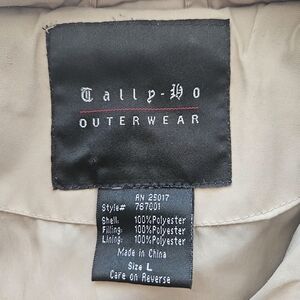 Tally-Ho
OUTERWEAR
AN 25017
Style# 767001
Shell: 100%Polyester
Filling: 100%Polyester
Lining: 100%Polyester
Made in China
Size L
Care on Reverse